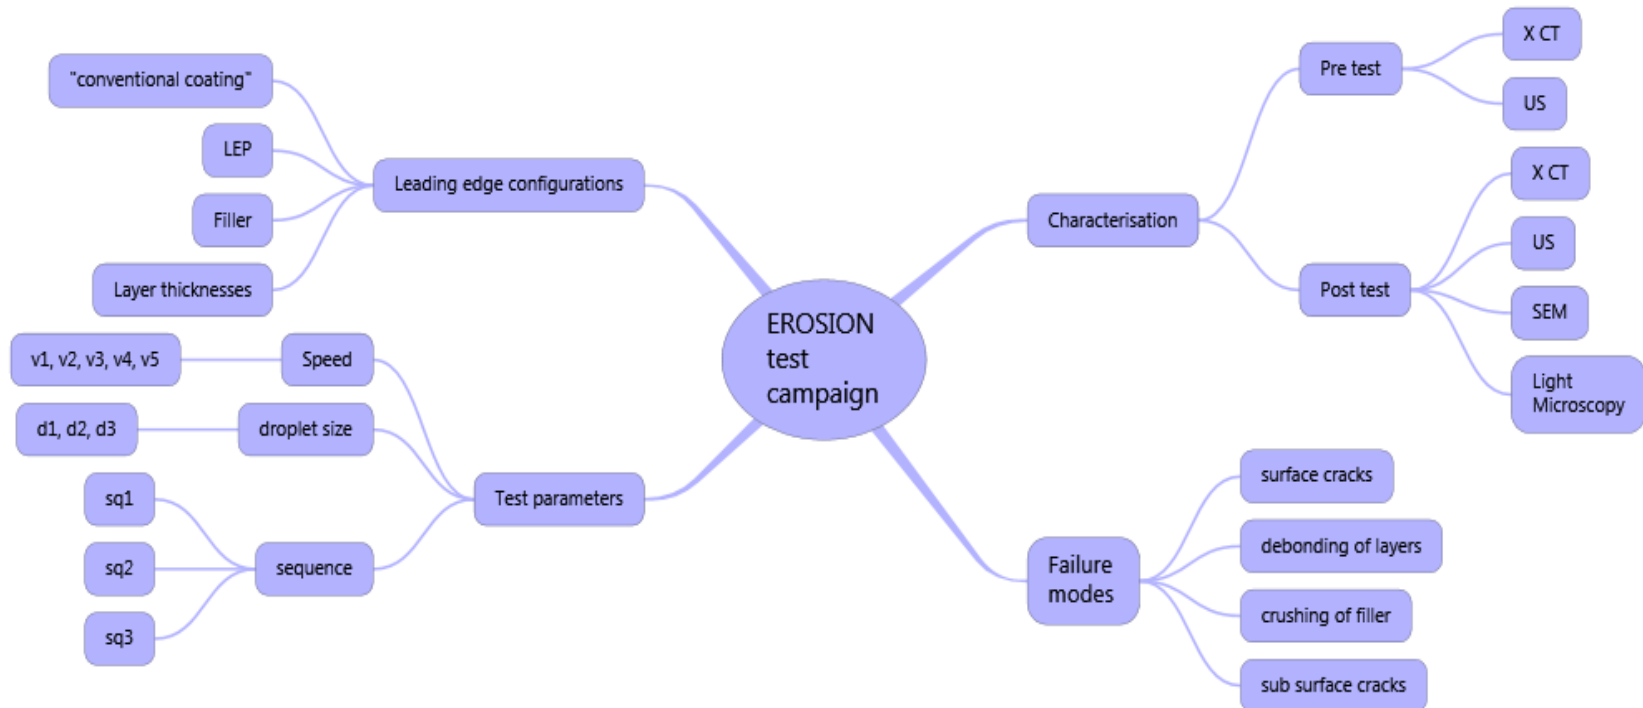 "conventional coating"
LEP
Filler
Layer thicknesses
Leading edge configurations
v1, v2, v3, v4, v5
Speed
d1, d2, d3
droplet size
sq1
sq2
sq3
sequence
Test parameters
EROSION
test
campaign
Characterisation
Pre test
X CT
US
Post test
X CT
US
SEM
Light
Microscopy
Failure
modes
surface cracks
debonding of layers
crushing of filler
sub surface cracks